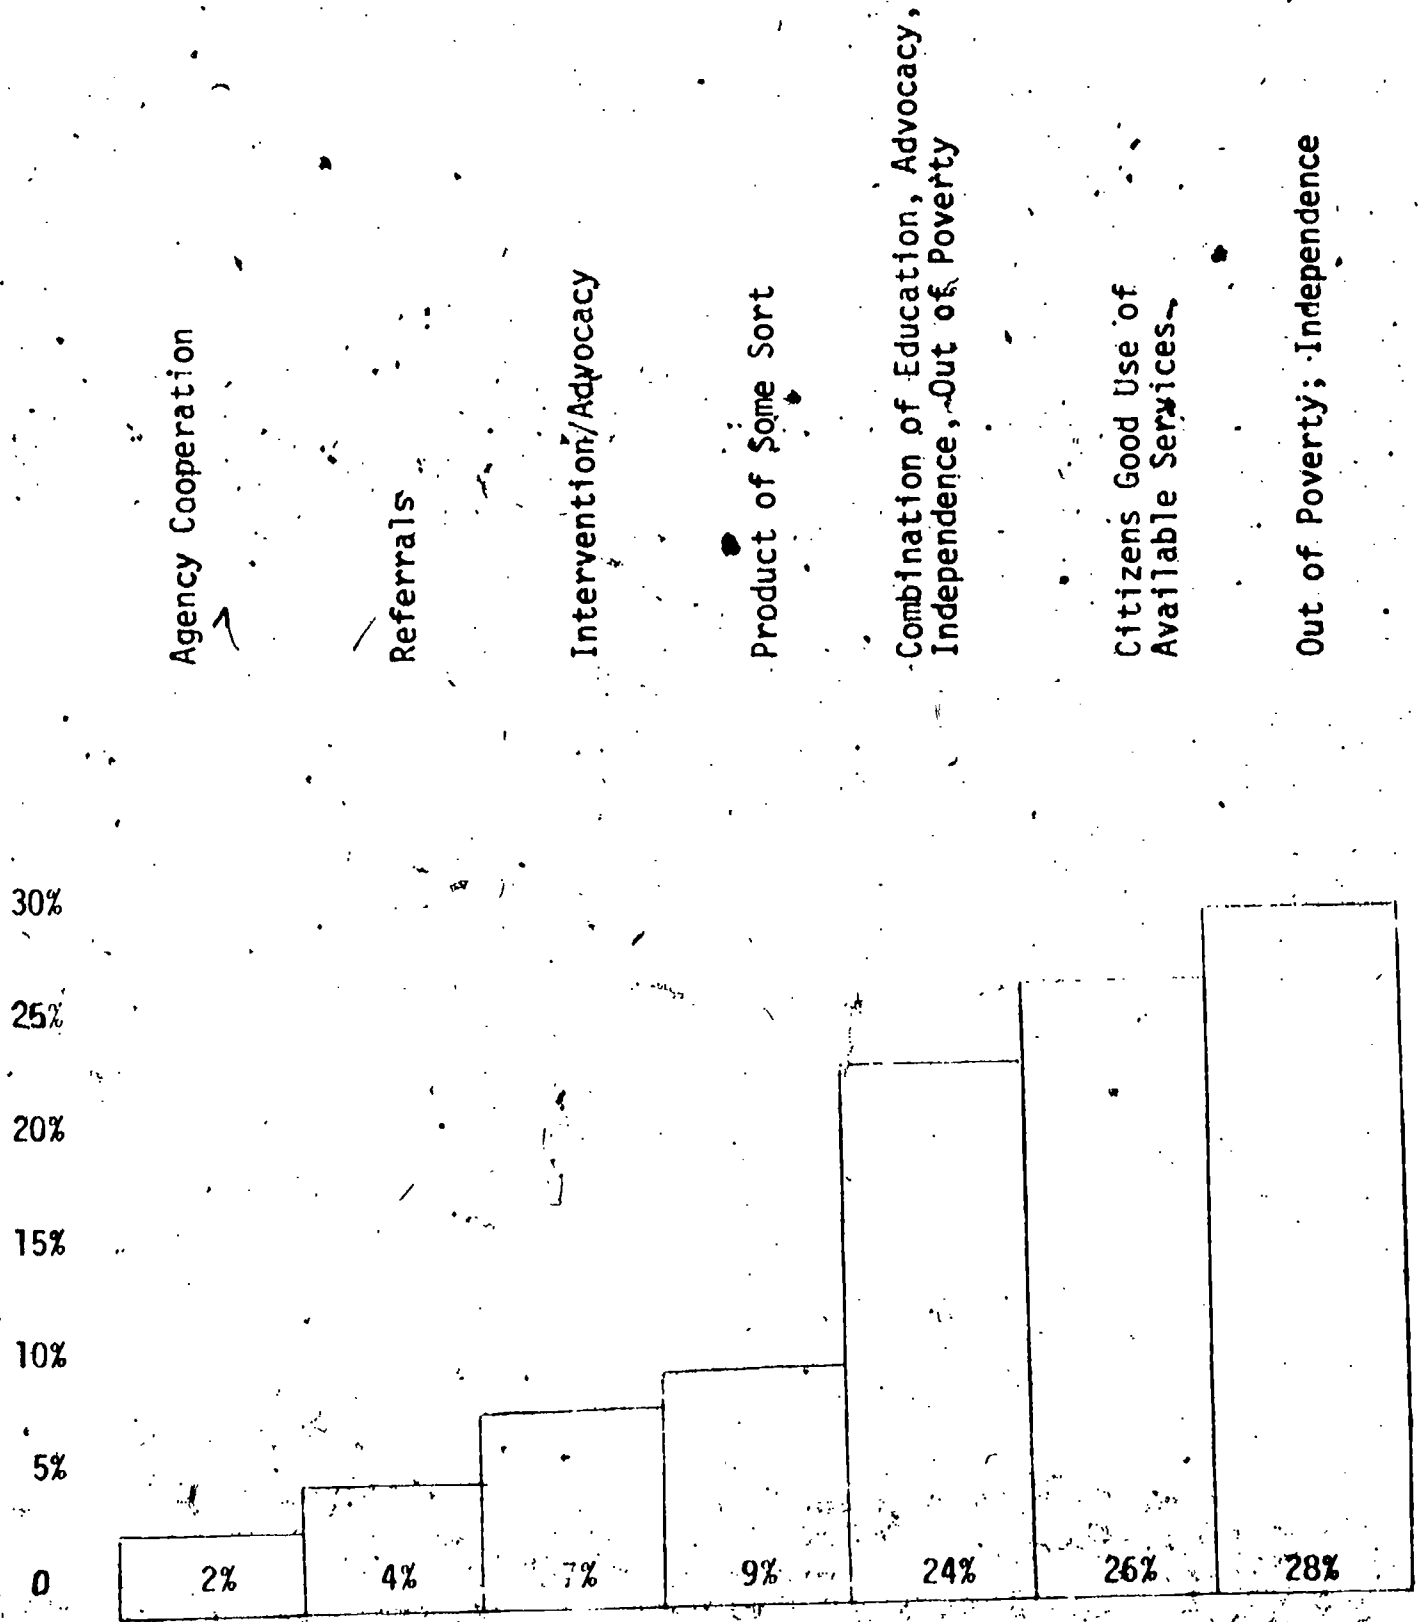 Agency Cooperation
Referrals
Intervention/Advocacy
Product of Some Sort
Combination of Education, Advocacy,
Independence, Out of Poverty
Citizens Good Use of
Available Services
Out of Poverty; Independence
30%
25%
20%
15%
10%
5%
0
2%
4%
7%
9%
24%
26%
28%